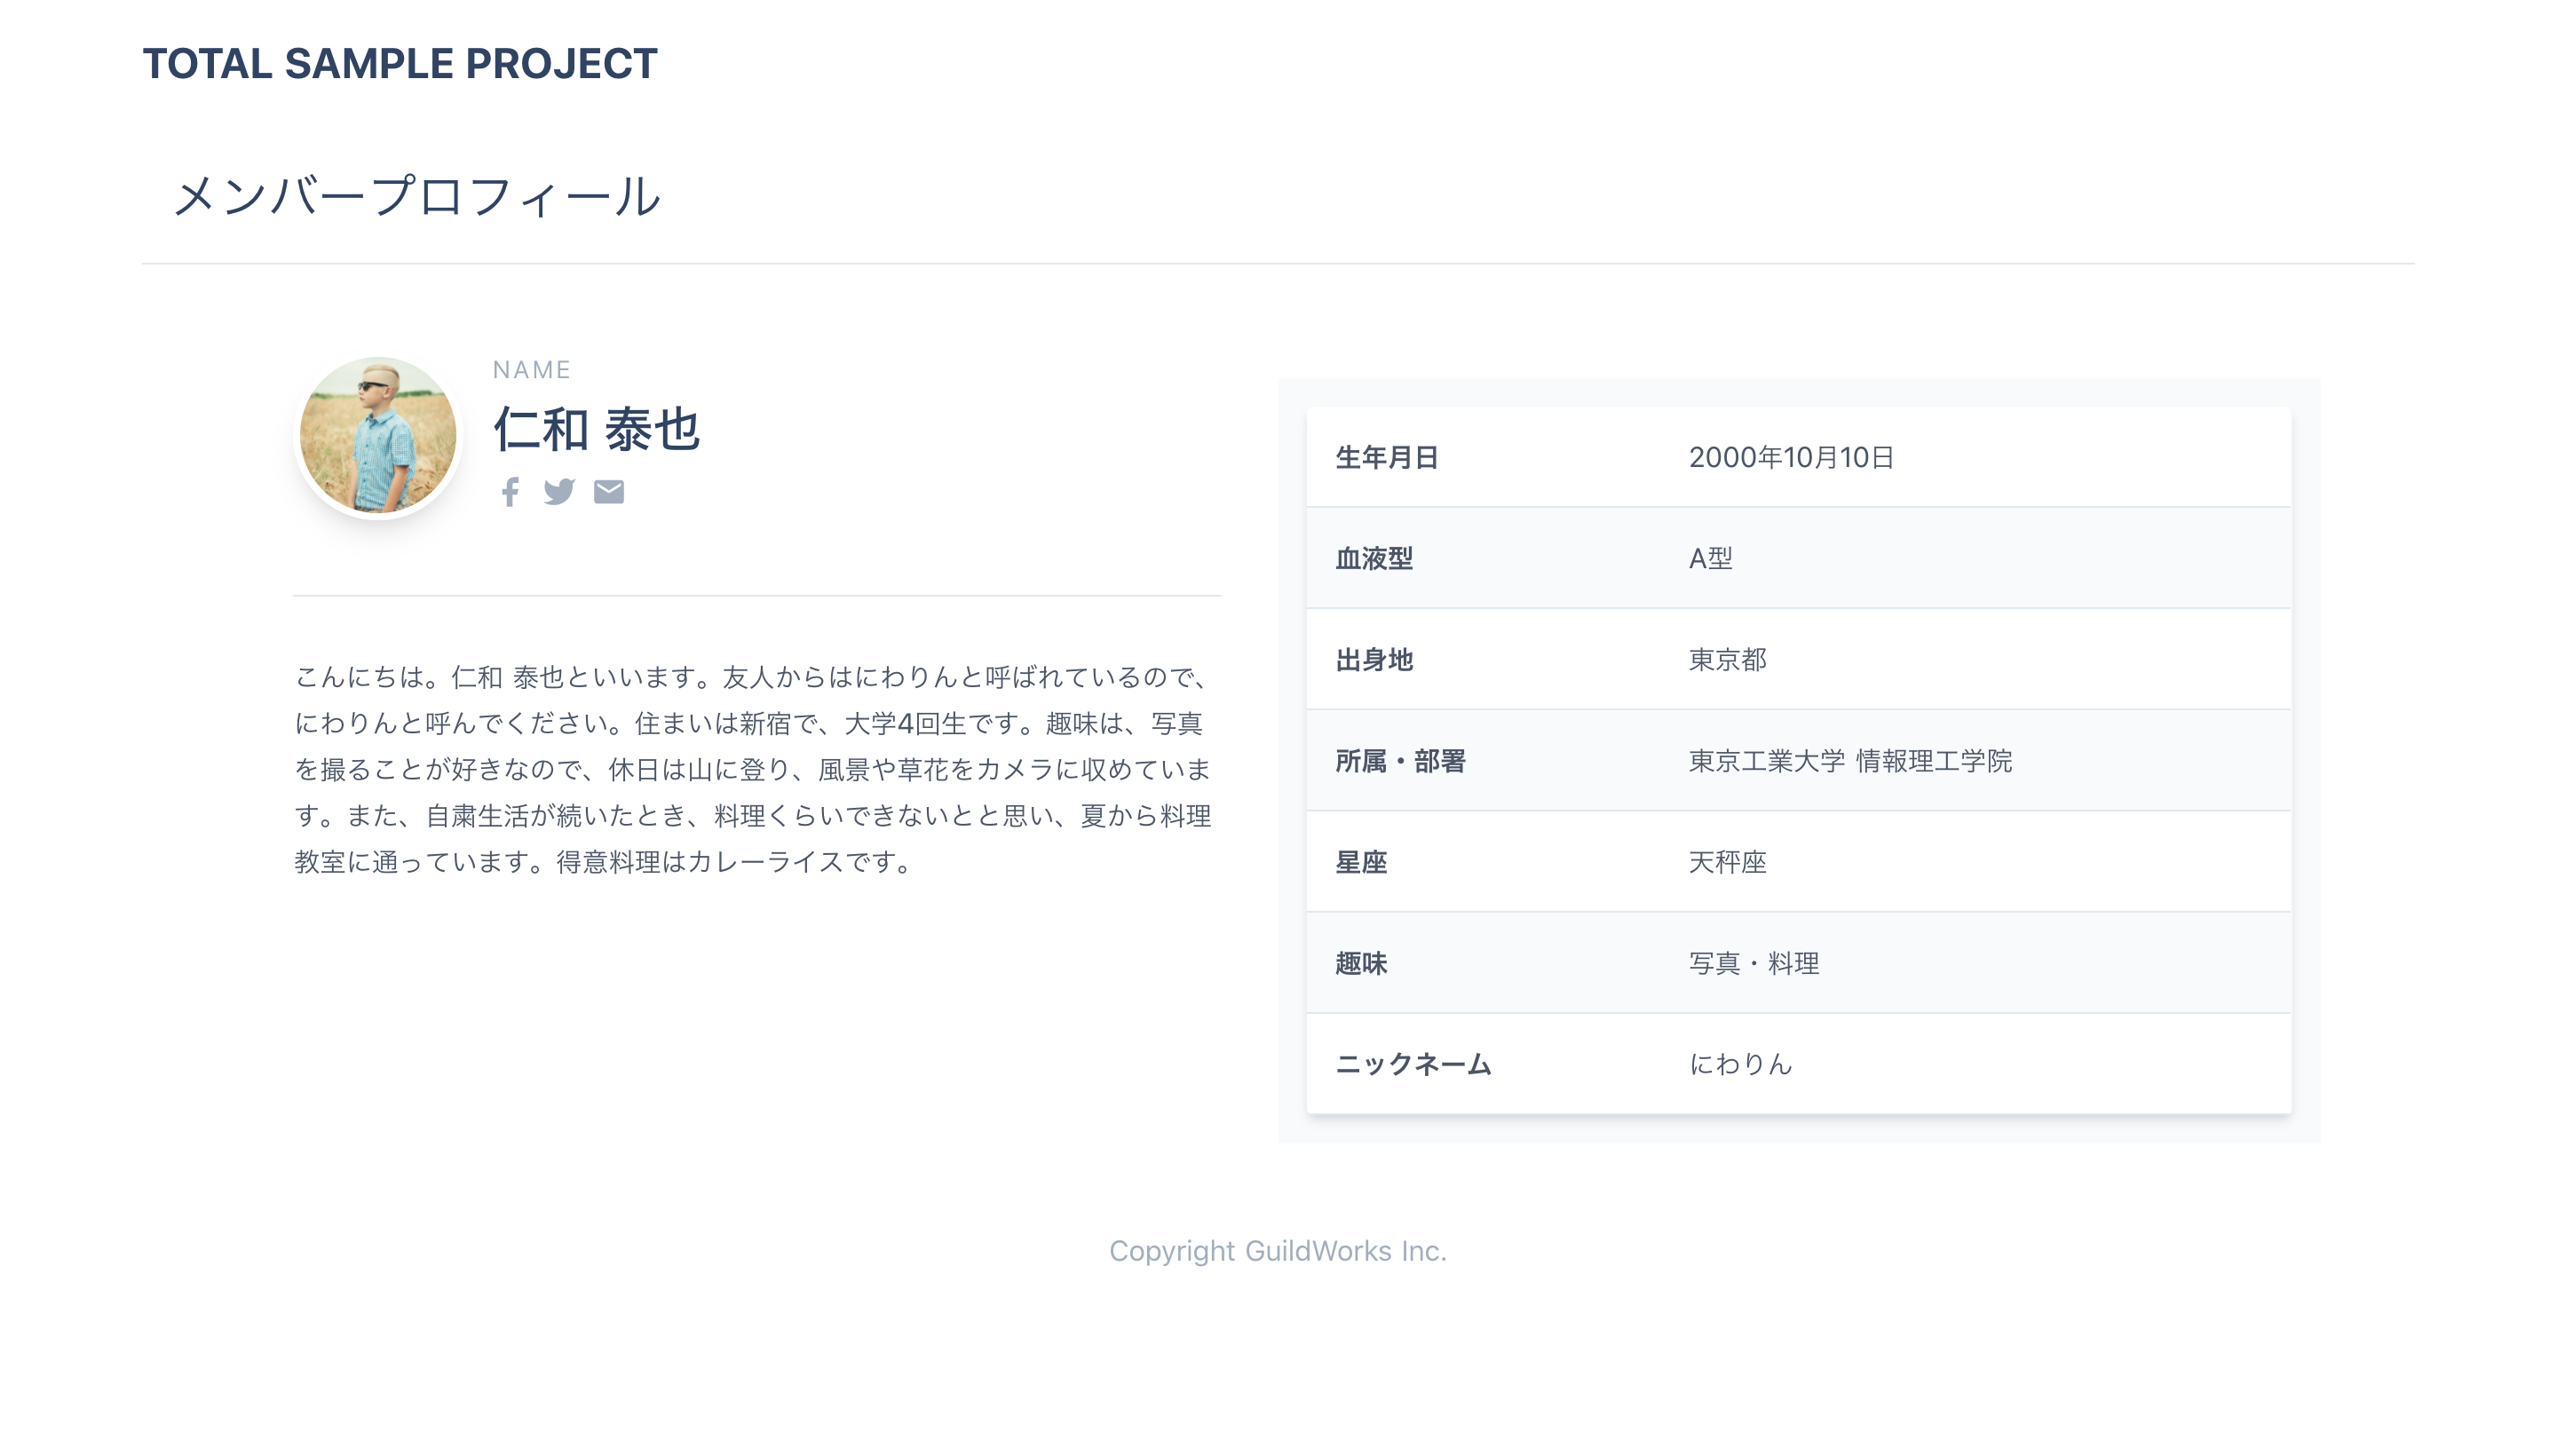 TOTAL SAMPLE PROJECT
メンバープロフィール
NAME
仁和 泰也
こんにちは。仁和 泰也といいます。友人からはにわりんと呼ばれているので、
にわりんと呼んでください。住まいは新宿で、大学4回生です。趣味は、写真
を撮ることが好きなので、休日は山に登り、風景や草花をカメラに収めていま
す。また、自粛生活が続いたとき、料理くらいできないとと思い、夏から料理
教室に通っています。得意料理はカレーライスです。
生年月日 2000年10月10日
血液型 A型
出身地 東京都
所属・部署 東京工業大学 情報理工学院
星座 天秤座
趣味 写真・料理
ニックネーム にわりん
Copyright GuildWorks Inc.